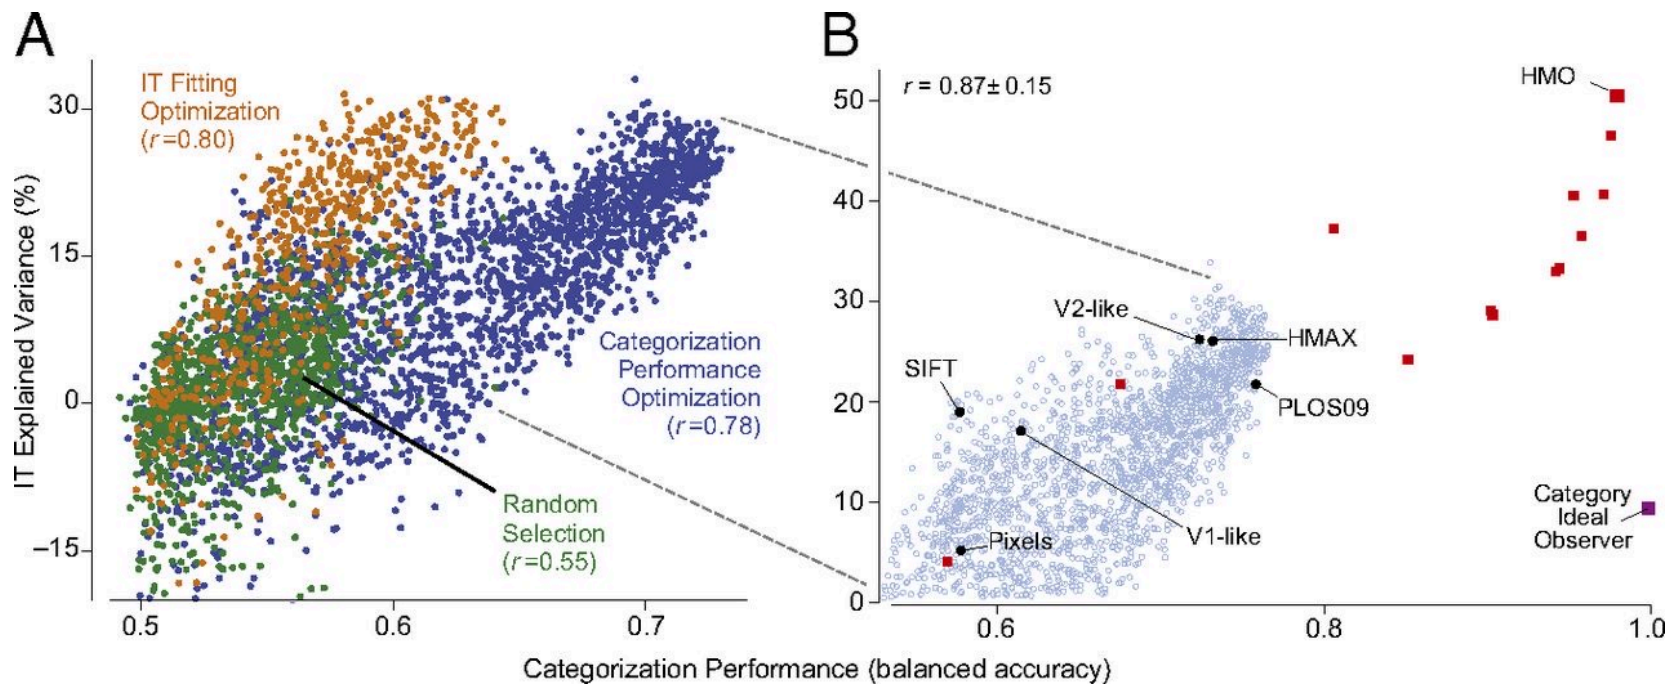 A
IT Fitting
Optimization
(r=0.80)
30
15
0
−15
IT Explained Variance (%)
Categorization
Performance
Optimization
(r=0.78)
Random
Selection
(r=0.55)
0.5
0.6
0.7
B
r = 0.87± 0.15
50
40
30
20
10
0
HMO
V2-like
HMAX
SIFT
PLOS09
Pixels
V1-like
Category
Ideal
Observer
0.6
0.8
1.0
Categorization Performance (balanced accuracy)